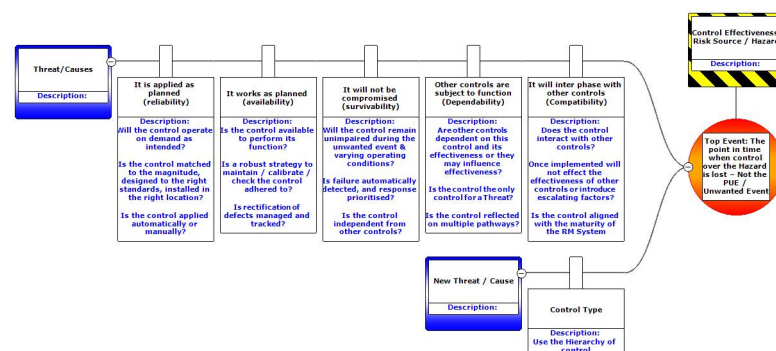 Control Effectiveness
Risk Source / Hazard
Description:
Threat/Causes
Description:
It is applied as
planned
(reliability)
Description:
Will the control operate
on demand as
intended?
Is the control matched
to the magnitude,
designed to the right
standards, installed in
the right location?
Is the control applied
automatically or
manually?
It works as planned
(availability)
Description:
Is the control available
to perform its
function?
Is a robust strategy to
maintain / calibrate /
check the control
adhered to?
Is rectification of
defects managed and
tracked?
It will not be
compromised
(survivability)
Description:
Will the control remain
unimpaired during the
unwanted event &
varying operating
conditions?
Is failure automatically
detected, and response
prioritised?
Is the control
independent from
other controls?
Other controls are
subject to function
(Dependability)
Description:
Are other controls
dependent on this
control and its
effectiveness or they
may influence
effectiveness?
Is the control the only
control for a Threat?
Is the control reflected
on multiple pathways?
It will inter phase with
other controls
(Compatibility)
Description:
Does the control
interact with other
controls?
Once implemented will
not effect the
effectiveness of other
controls or introduce
escalating factors?
Is the control aligned
with the maturity of
the RM System
Top Event: The
point in time
when control
over the Hazard
is lost – Not the
PUE /
Unwanted Event
New Threat / Cause
Description:
Control Type
Description:
Use the Hierarchy of
control